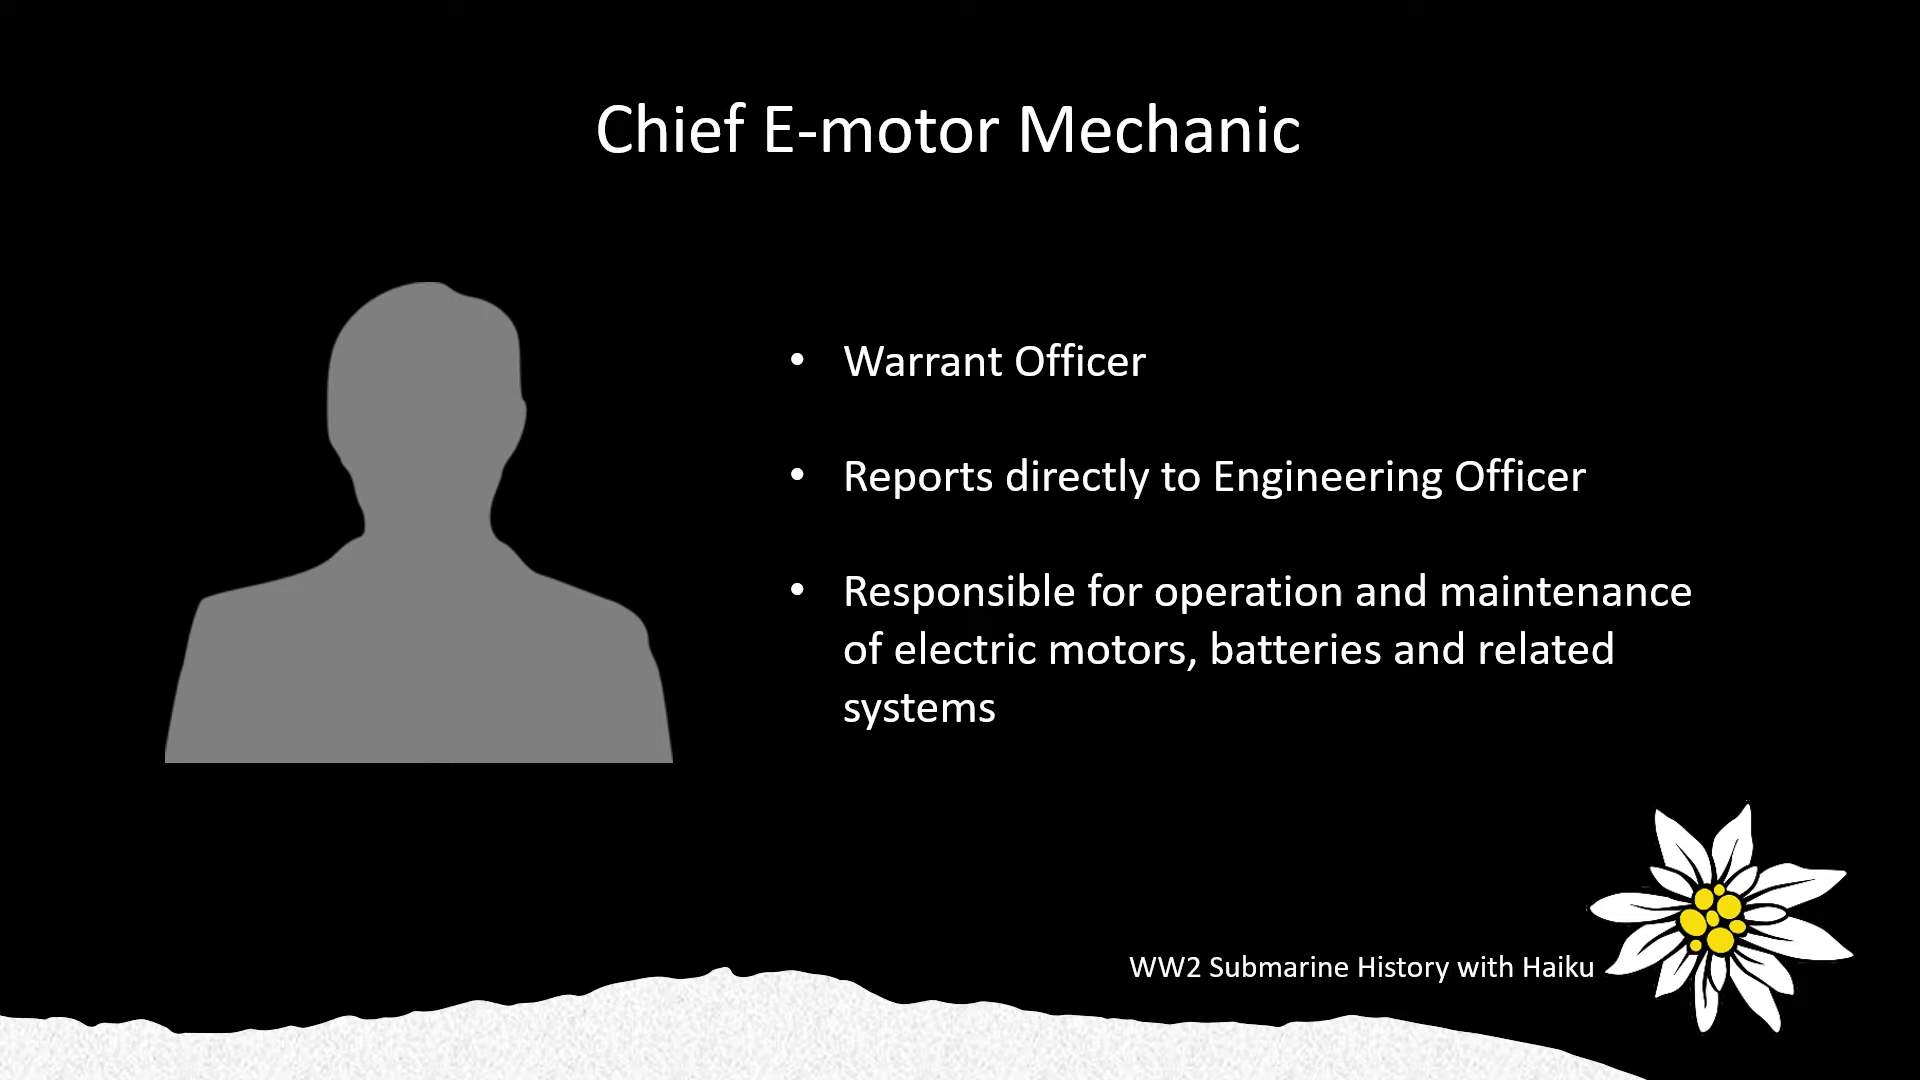 Chief E-motor Mechanic
• Warrant Officer
• Reports directly to Engineering Officer
• Responsible for operation and maintenance
of electric motors, batteries and related
systems
WW2 Submarine History with Haiku